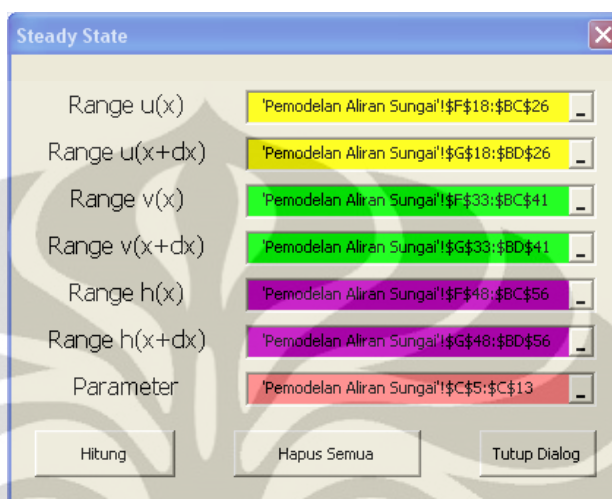 Steady State
Range u(x) 'Pemodelan Aliran Sungai'!$F$18:$BC$26
Range u(x+dx) 'Pemodelan Aliran Sungai'!$G$18:$BD$26
Range v(x) 'Pemodelan Aliran Sungai'!$F$33:$BC$41
Range v(x+dx) 'Pemodelan Aliran Sungai'!$G$33:$BD$41
Range h(x) 'Pemodelan Aliran Sungai'!$F$48:$BC$56
Range h(x+dx) 'Pemodelan Aliran Sungai'!$G$48:$BD$56
Parameter 'Pemodelan Aliran Sungai'!$C$5:$C$13
Hitung Hapus Semua Tutup Dialog